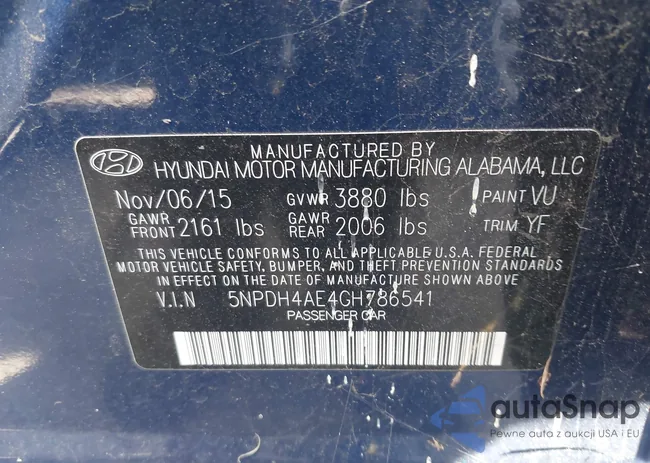 MANUFACTURED BY
HYUNDAI MOTOR MANUFACTURING ALABAMA, LLC
Nov/06/15 GVWR 3880 lbs PAINT VU
GAWR FRONT 2161 lbs GAWR REAR 2006 lbs TRIM YF
THIS VEHICLE CONFORMS TO ALL APPLICABLE U.S.A. FEDERAL
MOTOR VEHICLE SAFETY, BUMPER, AND THEFT PREVENTION STANDARDS
IN EFFECT ON THE DATE OF MANUFACTURE SHOWN ABOVE
V.I.N 5NPDH4AE4GH786541
PASSENGER CAR
autoSnap
Pewne auta z aukcji USA i EU